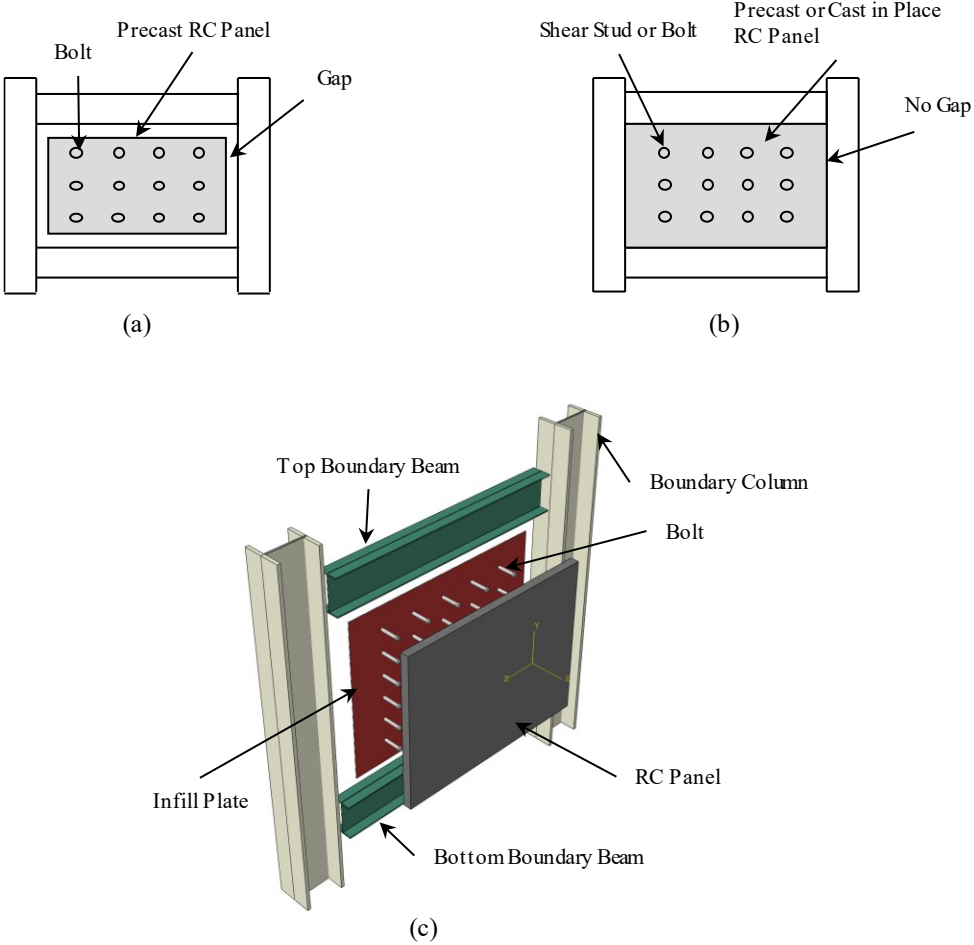 Precast RC Panel
Bolt
Gap
(a)
Precast or Cast in Place
RC Panel
Shear Stud or Bolt
No Gap
(b)
Top Boundary Beam
Boundary Column
Bolt
Y
RC Panel
Infill Plate
Bottom Boundary Beam
(c)